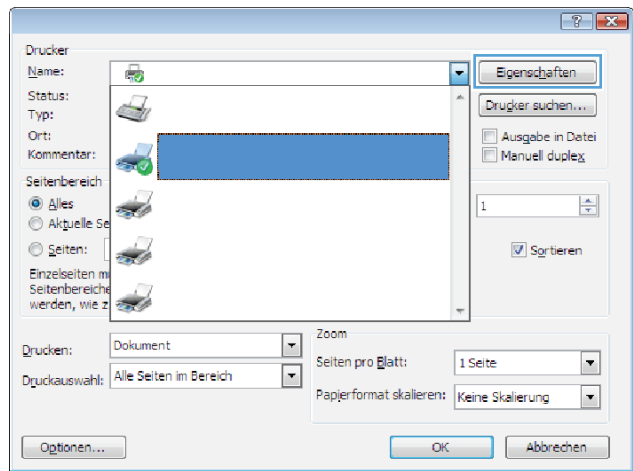 Drucker
Name:
Eigenschaften
Status:
Drucker suchen...
Typ:
Ort:
Ausgabe in Datei
Kommentar:
Manuell duplex
Seitenbereich
Alles
1
Aktuelle Se
Seiten:
Sortieren
Einzelseiten m
Seitenbereiche
werden, wie z
Zoom
Drucken:
Dokument
Seiten pro Blatt:
1 Seite
Druckauswahl:
Alle Seiten im Bereich
Papierformat skalieren:
Keine Skalierung
Optionen...
OK
Abbrechen